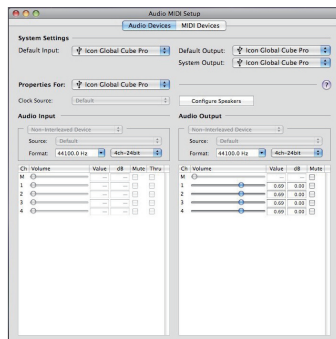 Audio MIDI Setup
Audio Devices MIDI Devices
System Settings
Default Input: Icon Global Cube Pro
Default Output: Icon Global Cube Pro
System Output: Icon Global Cube Pro
Properties For: Icon Global Cube Pro ?
Clock Source: Default
Configure Speakers
Audio Input
Non-Interleaved Device
Source: Default
Format: 44100.0 Hz 4ch-24bit
Ch Volume Value dB Mute Thru
M -- --
1 -- --
2 -- --
3 -- --
4 -- --
Audio Output
Non-Interleaved Device
Source: Default
Format: 44100.0 Hz 4ch-24bit
Ch Volume Value dB Mute
M -- --
1 0.69 0.00
2 0.69 0.00
3 0.69 0.00
4 0.69 0.00